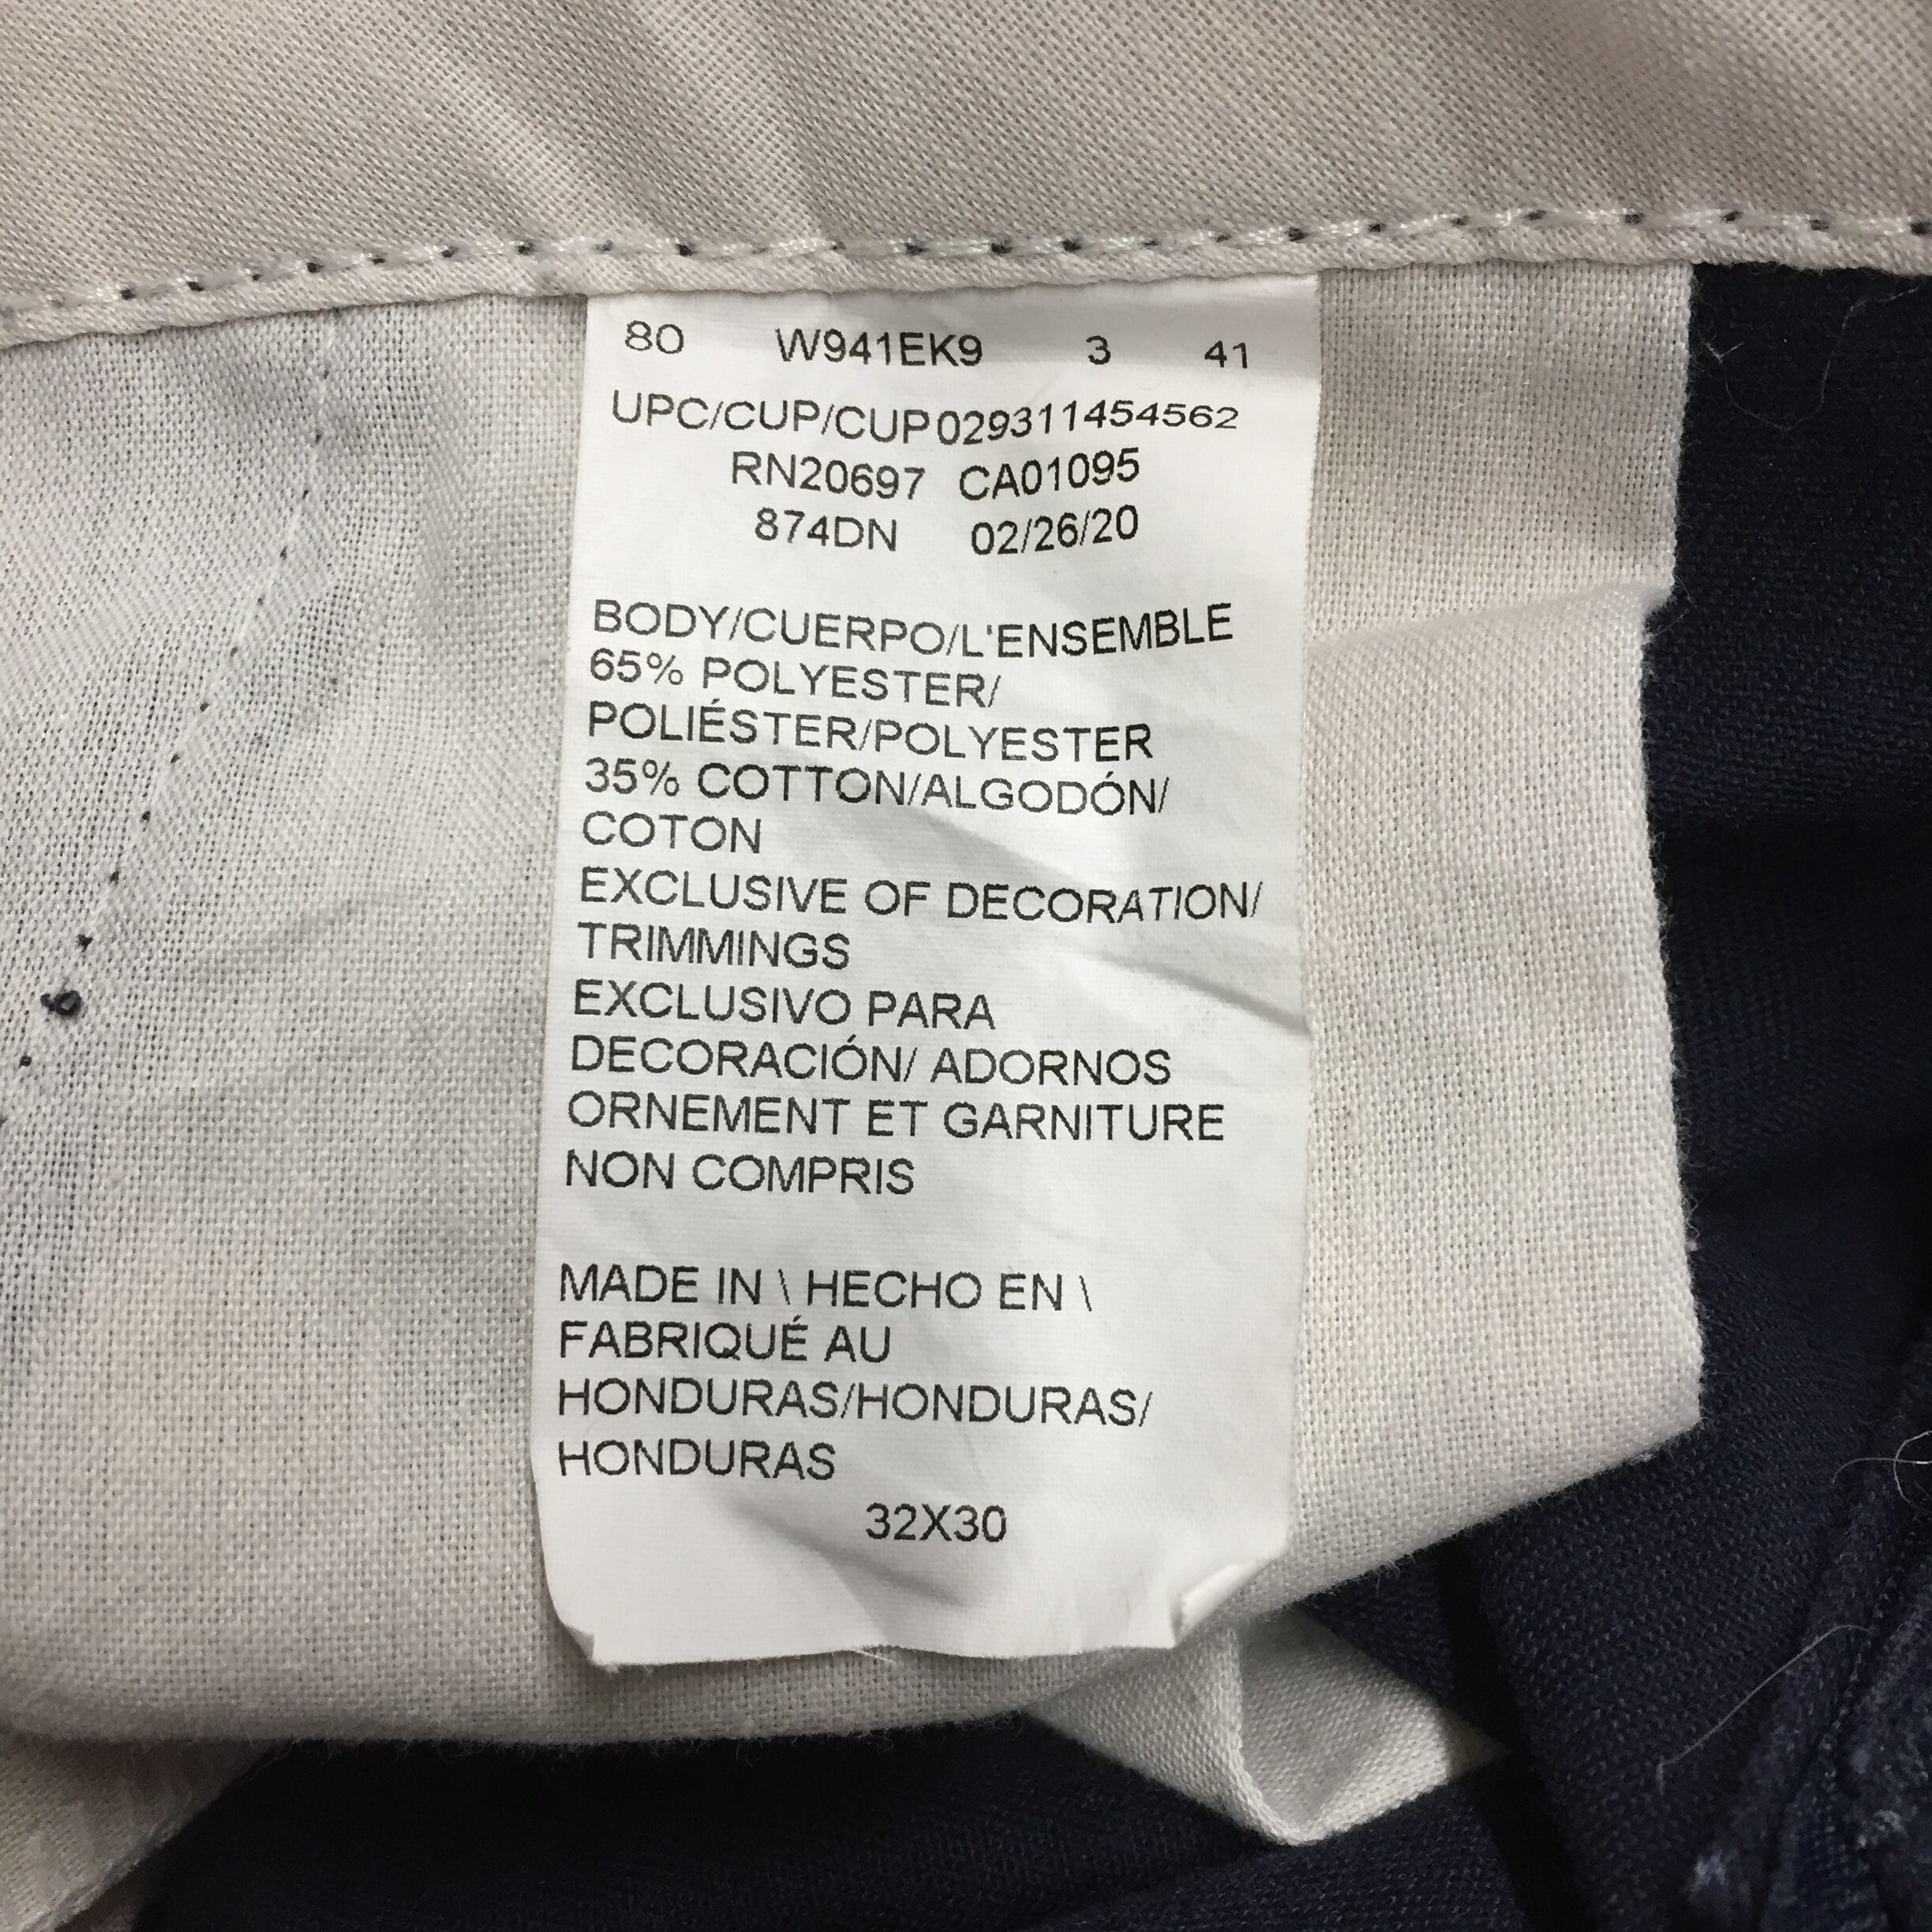 80 W941EK9 3 41
UPC/CUP/CUP029311454562
RN20697 CA01095
874DN 02/26/20
BODY/CUERPO/L'ENSEMBLE
65% POLYESTER/
POLIÉSTER/POLYESTER
35% COTTON/ALGODÓN/
COTON
EXCLUSIVE OF DECORATION/
TRIMMINGS
EXCLUSIVO PARA
DECORACIÓN/ ADORNOS
ORNEMENT ET GARNITURE
NON COMPRIS
MADE IN \ HECHO EN \
FABRIQUÉ AU
HONDURAS/HONDURAS/
HONDURAS
32X30